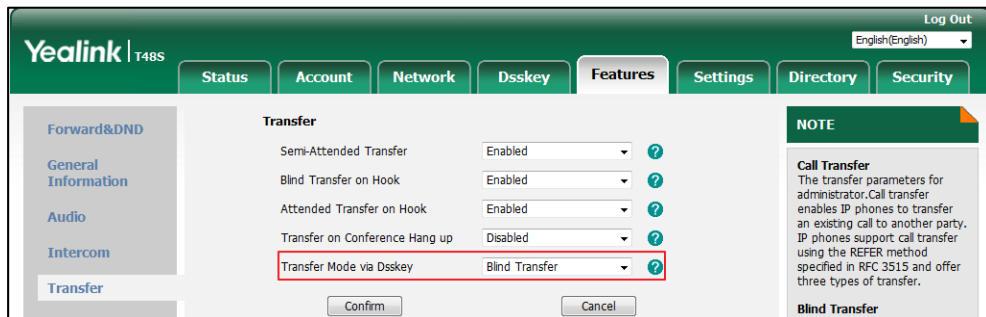 Log Out
Yealink | T48S
English(English)
Status Account Network Dsskey Features Settings Directory Security
Forward&DND
General
Information
Audio
Intercom
Transfer
Transfer
Semi-Attended Transfer Enabled
Blind Transfer on Hook Enabled
Attended Transfer on Hook Enabled
Transfer on Conference Hang up Disabled
Transfer Mode via Dsskey Blind Transfer
Confirm Cancel
NOTE
Call Transfer
The transfer parameters for
administrator.Call transfer
enables IP phones to transfer
an existing call to another party.
IP phones support call transfer
using the REFER method
specified in RFC 3515 and offer
three types of transfer.
Blind Transfer